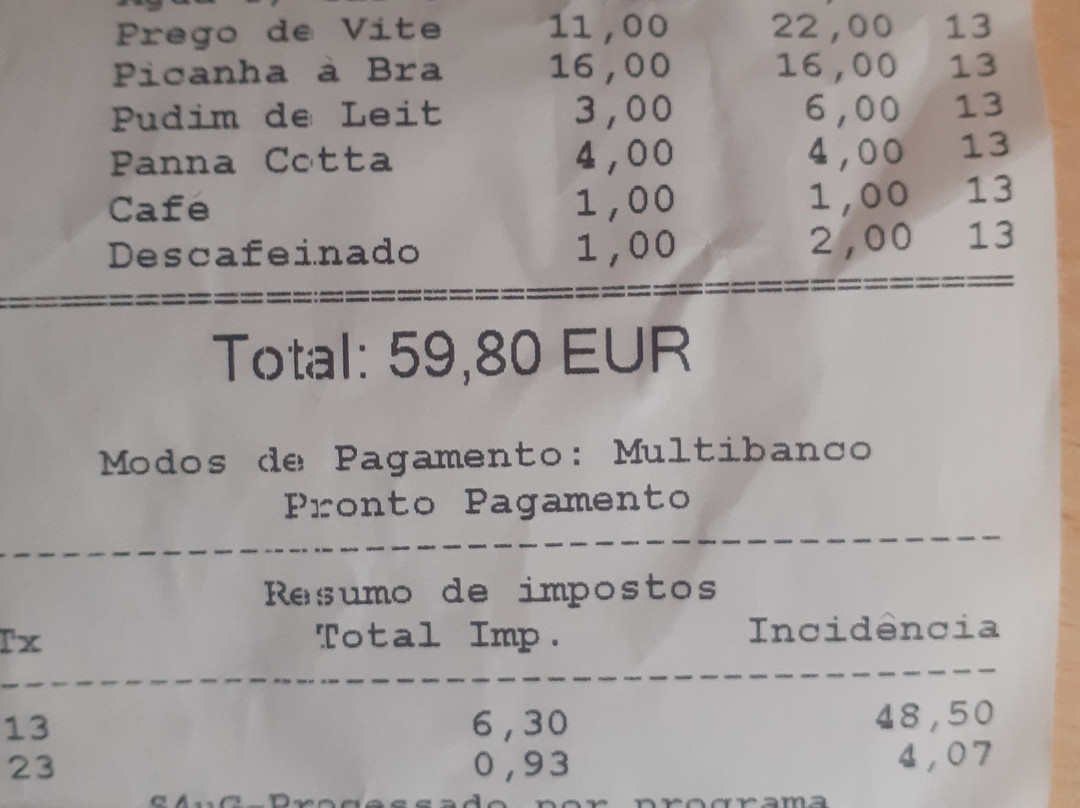 Prego de Vite 11,00 22,00 13
Picanha à Bra 16,00 16,00 13
Pudim de Leit 3,00 6,00 13
Panna Cotta 4,00 4,00 13
Café 1,00 1,00 13
Descafeinado 1,00 2,00 13
Total: 59,80 EUR
Modos de Pagamento: Multibanco
Pronto Pagamento
Resumo de impostos
Tx Total Imp. Incidência
13 6,30 48,50
23 0,93 4,07
Processado por programa